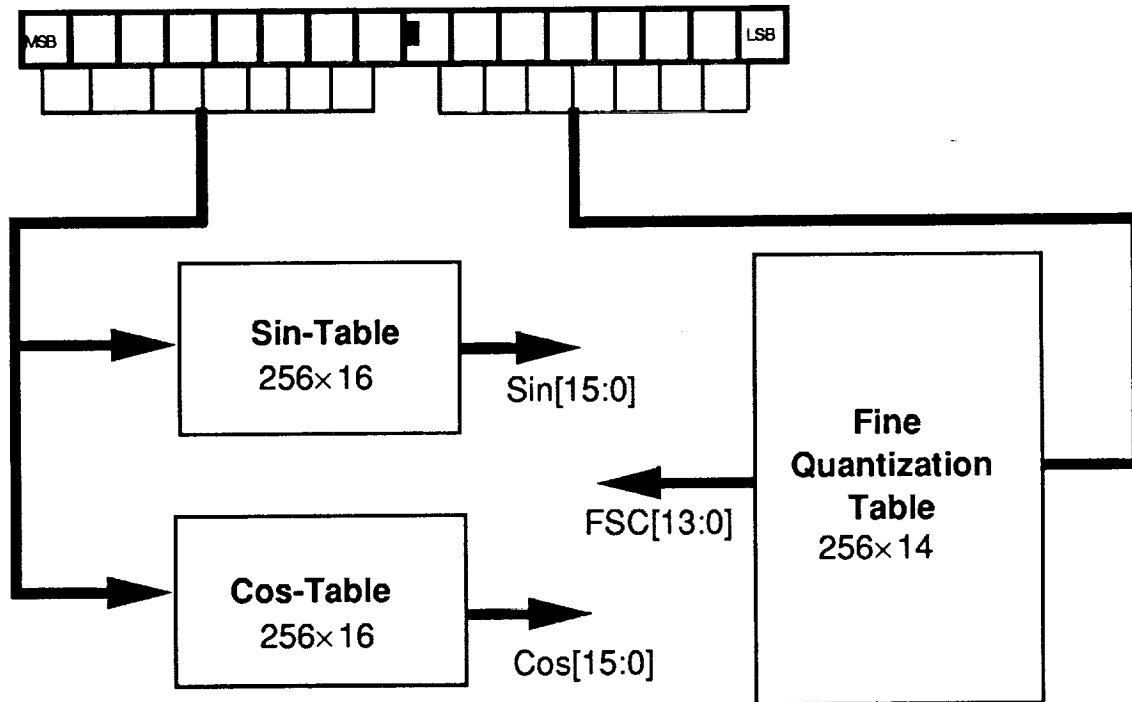 MSB
LSB
Sin-Table
256×16
Sin[15:0]
Fine
Quantization
Table
256×14
FSC[13:0]
Cos-Table
256×16
Cos[15:0]